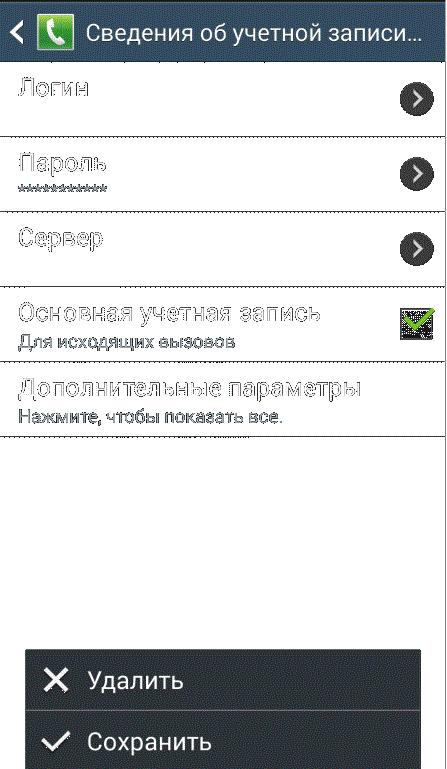 Сведения об учетной записи...
Логин
Пароль
***********
Сервер
Основная учетная запись
Для исходящих вызовов
Дополнительные параметры
Нажмите, чтобы показать все.
Удалить
Сохранить